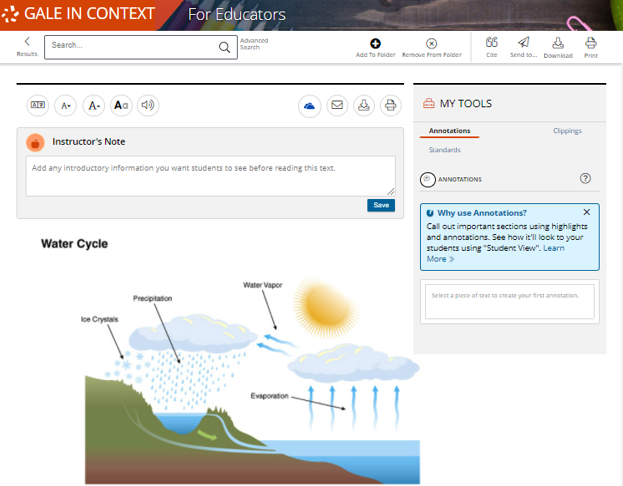 GALE IN CONTEXT For Educators
Results
Search...
Advanced
Search
Add To Folder Remove From Folder Cite Send to... Download Print
A- A+ Aa
MY TOOLS
Annotations Clippings
Standards
ANNOTATIONS ?
Instructor's Note
Add any introductory information you want students to see before reading this text.
Save
Why use Annotations?
Call out important sections using highlights
and annotations. See how it'll look to your
students using "Student View". Learn
More »
Select a piece of text to create your first annotation.
Water Cycle
Water Vapor
Precipitation
Ice Crystals
Evaporation